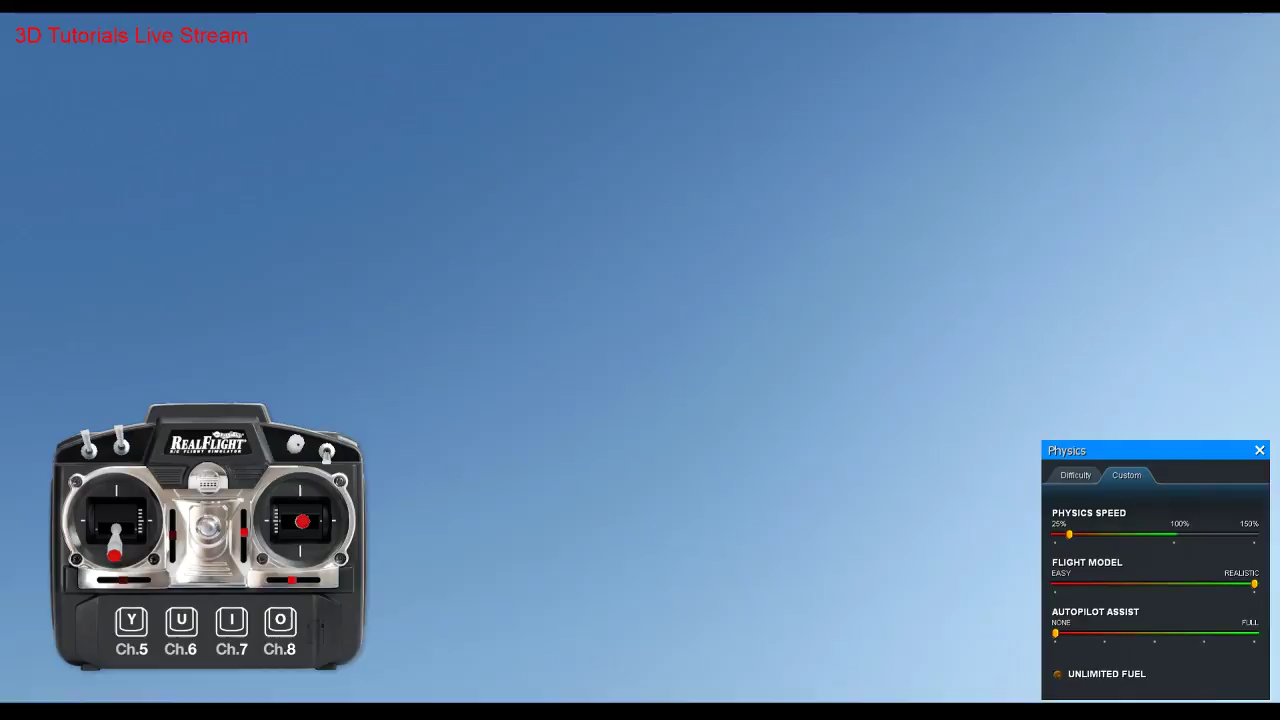 3D Tutorials Live Stream
REALFLIGHT
R/C FLIGHT SIMULATOR
Y U I O
Ch.5 Ch.6 Ch.7 Ch.8
Physics
Difficulty Custom
PHYSICS SPEED
25% 100% 150%
FLIGHT MODEL
EASY REALISTIC
AUTOPILOT ASSIST
NONE FULL
UNLIMITED FUEL